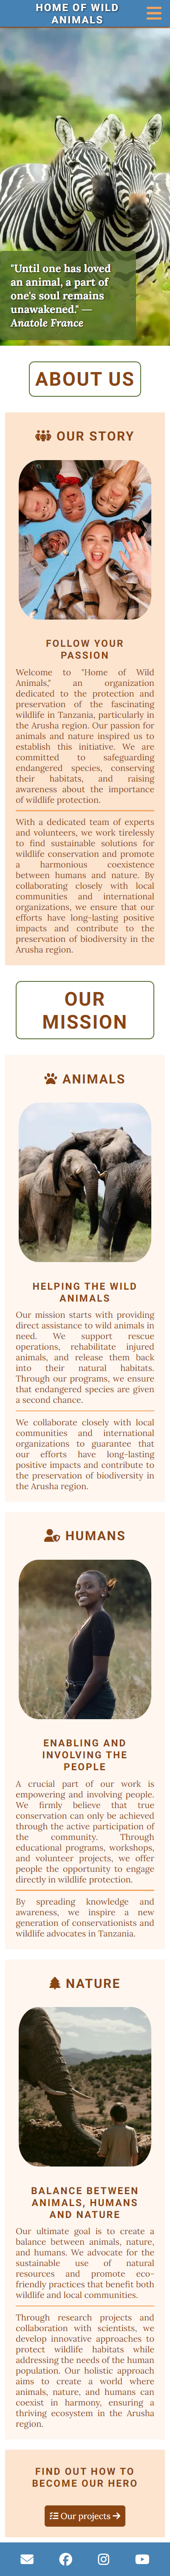 HOME OF WILD
ANIMALS
"Until one has loved
an animal, a part of
one's soul remains
unawakened." —
Anatole France
ABOUT US
OUR STORY
FOLLOW YOUR
PASSION
Welcome to "Home of Wild
Animals," an organization
dedicated to the protection and
preservation of the fascinating
wildlife in Tanzania, particularly in
the Arusha region. Our passion for
animals and nature inspired us to
establish this initiative. We are
committed to safeguarding
endangered species, conserving
their habitats, and raising
awareness about the importance
of wildlife protection.
With a dedicated team of experts
and volunteers, we work tirelessly
to find sustainable solutions for
wildlife conservation and promote
a harmonious coexistence
between humans and nature. By
collaborating closely with local
communities and international
organizations, we ensure that our
efforts have long-lasting positive
impacts and contribute to the
preservation of biodiversity in the
Arusha region.
OUR
MISSION
ANIMALS
HELPING THE WILD
ANIMALS
Our mission starts with providing
direct assistance to wild animals in
need. We support rescue
operations, rehabilitate injured
animals, and release them back
into their natural habitats.
Through our programs, we ensure
that endangered species are given
a second chance.
We collaborate closely with local
communities and international
organizations to guarantee that
our efforts have long-lasting
positive impacts and contribute to
the preservation of biodiversity in
the Arusha region.
HUMANS
ENABLING AND
INVOLVING THE
PEOPLE
A crucial part of our work is
empowering and involving people.
We firmly believe that true
conservation can only be achieved
through the active participation of
the community. Through
educational programs, workshops,
and volunteer projects, we offer
people the opportunity to engage
directly in wildlife protection.
By spreading knowledge and
awareness, we inspire a new
generation of conservationists and
wildlife advocates in Tanzania.
NATURE
BALANCE BETWEEN
ANIMALS, HUMANS
AND NATURE
Our ultimate goal is to create a
balance between animals, nature,
and humans. We advocate for the
sustainable use of natural
resources and promote eco-
friendly practices that benefit both
wildlife and local communities.
Through research projects and
collaboration with scientists, we
develop innovative approaches to
protect wildlife habitats while
addressing the needs of the human
population. Our holistic approach
aims to create a world where
animals, nature, and humans can
coexist in harmony, ensuring a
thriving ecosystem in the Arusha
region.
FIND OUT HOW TO
BECOME OUR HERO
Our projects